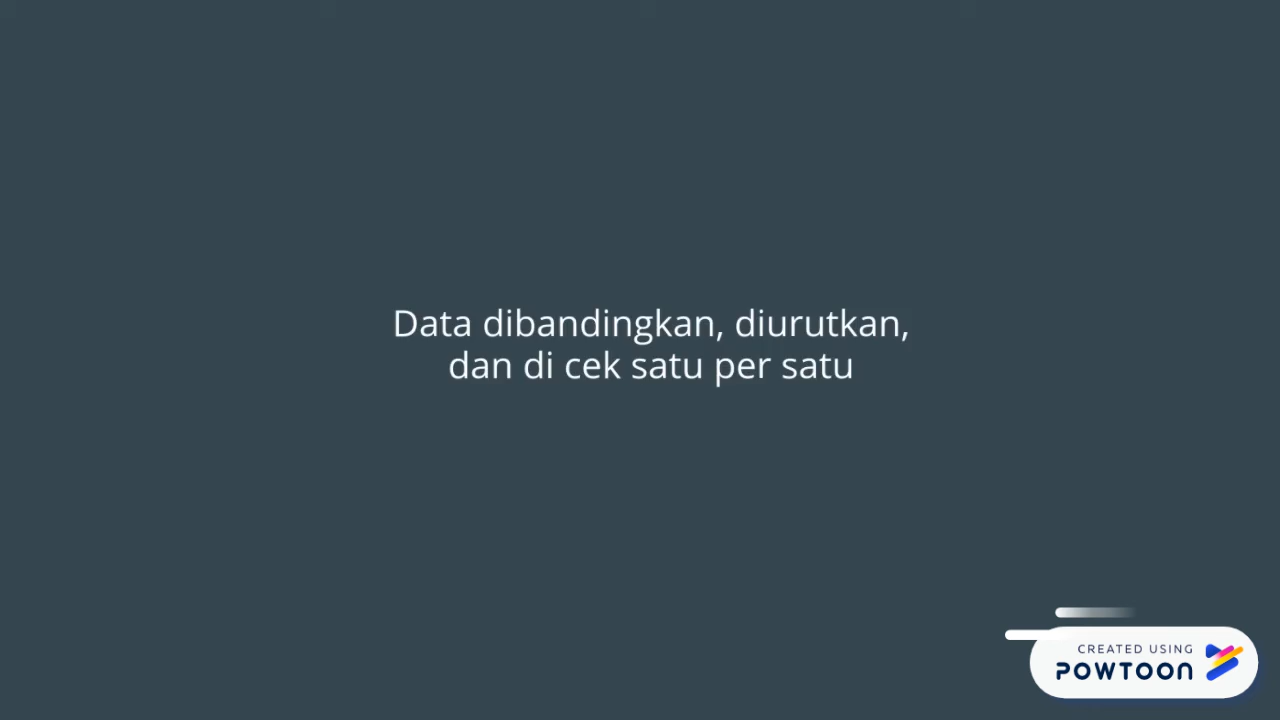 Data dibandingkan, diurutkan,
dan di cek satu per satu
CREATED USING
POWTOON